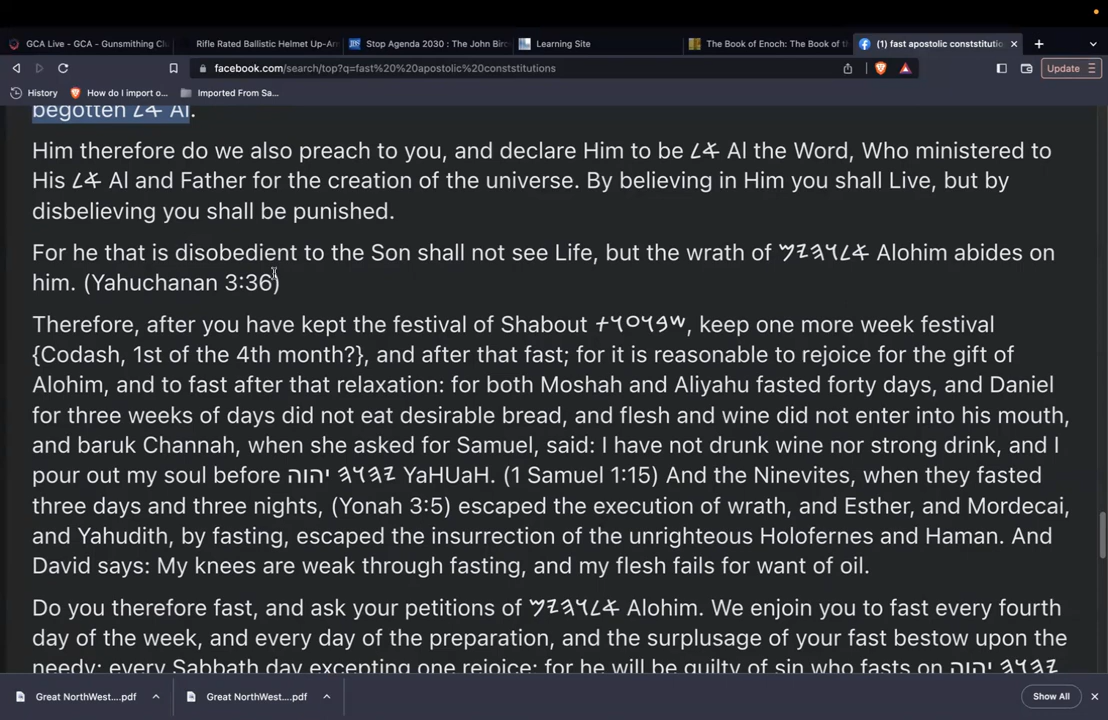 GCA Live - GCA - Gunsmithing Clu
Rifle Rated Ballistic Helmet Up-Ar
Stop Agenda 2030 : The John Birc
Learning Site
The Book of Enoch: The Book of th
(1) fast apostolic conststitutio
facebook.com/search/top?q=fast%20%20apostolic%20conststitutions
Update
History
How do I import o...
Imported From Sa...
begotten 𐤋𐤀 Al.
Him therefore do we also preach to you, and declare Him to be 𐤋𐤀 Al the Word, Who ministered to
His 𐤋𐤀 Al and Father for the creation of the universe. By believing in Him you shall Live, but by
disbelieving you shall be punished.
For he that is disobedient to the Son shall not see Life, but the wrath of 𐤌𐤉𐤄𐤅𐤋𐤀 Alohim abides on
him. (Yahuchanan 3:36)
Therefore, after you have kept the festival of Shabout 𐤕𐤅𐤏𐤅𐤁𐤔, keep one more week festival
{Codash, 1st of the 4th month?}, and after that fast; for it is reasonable to rejoice for the gift of
Alohim, and to fast after that relaxation: for both Moshah and Aliyahu fasted forty days, and Daniel
for three weeks of days did not eat desirable bread, and flesh and wine did not enter into his mouth,
and baruk Channah, when she asked for Samuel, said: I have not drunk wine nor strong drink, and I
pour out my soul before יהוה 𐤄𐤅𐤄𐤉 YaHUaH. (1 Samuel 1:15) And the Ninevites, when they fasted
three days and three nights, (Yonah 3:5) escaped the execution of wrath, and Esther, and Mordecai,
and Yahudith, by fasting, escaped the insurrection of the unrighteous Holofernes and Haman. And
David says: My knees are weak through fasting, and my flesh fails for want of oil.
Do you therefore fast, and ask your petitions of 𐤌𐤉𐤄𐤅𐤋𐤀 Alohim. We enjoin you to fast every fourth
day of the week, and every day of the preparation, and the surplusage of your fast bestow upon the
needy; every Sabbath day excepting one rejoice; for he will be guilty of sin who fasts on יהוה 𐤄𐤅𐤄𐤉
Great NorthWest....pdf
Great NorthWest....pdf
Show All